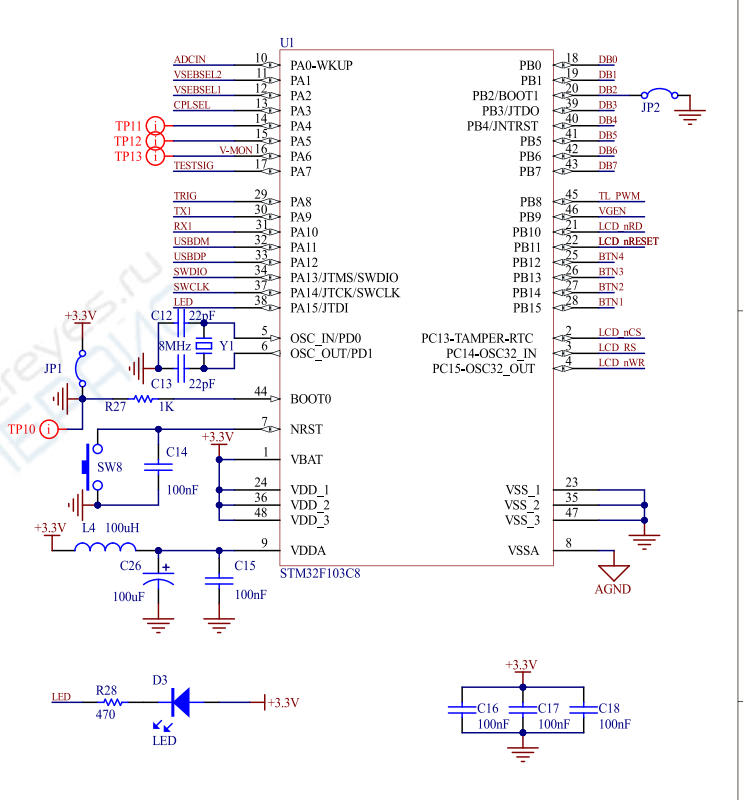 U1
ADCIN 10 PA0-WKUP PB0 18 DB0
VSEBSEL2 11 PA1 PB1 19 DB1
VSEBSEL1 12 PA2 PB2/BOOT1 20 DB2
CPLSEL 13 PA3 PB3/JTDO 39 DB3
JP2
TP11 14 PA4 PB4/JNTRST 40 DB4
TP12 15 PA5 PB5 41 DB5
TP13 V-MON 16 PA6 PB6 42 DB6
TESTSIG 17 PA7 PB7 43 DB7
TRIG 29 PA8 PB8 45 TL_PWM
TX1 30 PA9 PB9 46 VGEN
RX1 31 PA10 PB10 21 LCD_nRD
USBDM 32 PA11 PB11 22 LCD_nRESET
USBDP 33 PA12 PB12 25 BTN4
SWDIO 34 PA13/JTMS/SWDIO PB13 26 BTN3
SWCLK 37 PA14/JTCK/SWCLK PB14 27 BTN2
LED 38 PA15/JTDI PB15 28 BTN1
+3.3V C12 22pF
5 OSC_IN/PD0 PC13-TAMPER-RTC 2 LCD_nCS
8MHz Y1 6 OSC_OUT/PD1 PC14-OSC32_IN 3 LCD_RS
JP1 PC15-OSC32_OUT 4 LCD_nWR
C13 22pF
44 BOOT0
R27 1K
TP10 7 NRST
+3.3V
C14 1 VBAT
SW8
100nF 24 VDD_1 VSS_1 23
36 VDD_2 VSS_2 35
48 VDD_3 VSS_3 47
+3.3V L4 100uH
9 VDDA VSSA 8
C26 + C15
STM32F103C8
100uF 100nF AGND
+3.3V
D3
LED R28 +3.3V
470
LED
C16 C17 C18
100nF 100nF 100nF